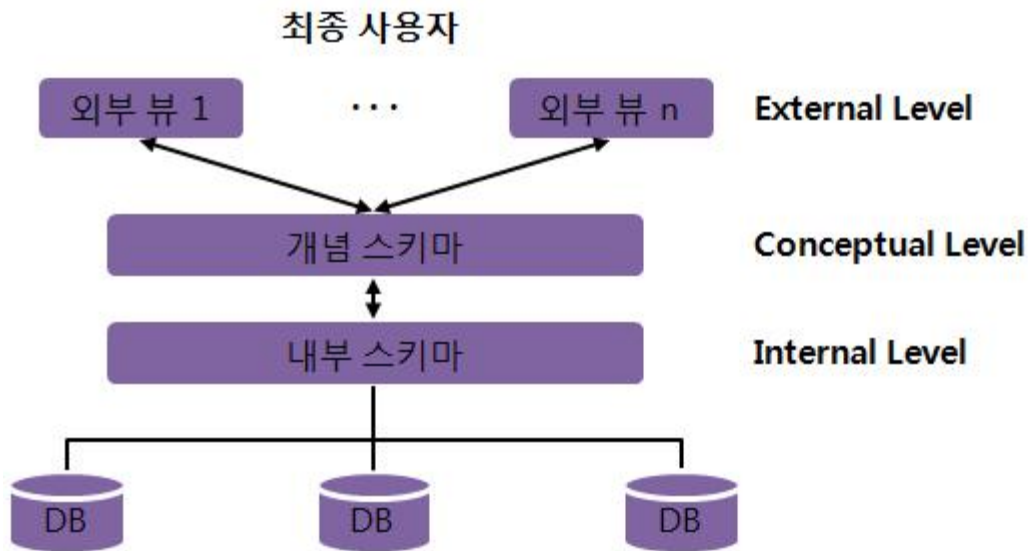 최종 사용자
외부 뷰 1
...
외부 뷰 n
External Level
개념 스키마
Conceptual Level
내부 스키마
Internal Level
DB
DB
DB